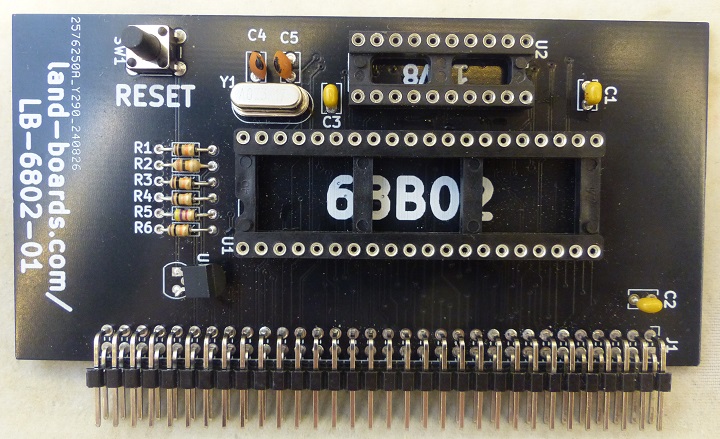 2576250A_Y290_240826
land-boards.com/
LB-6802-01
SW1
RESET
C4
C5
Y1
C3
U2
C1
R1
R2
R3
R4
R5
R6
68B02
U1
C2
J1